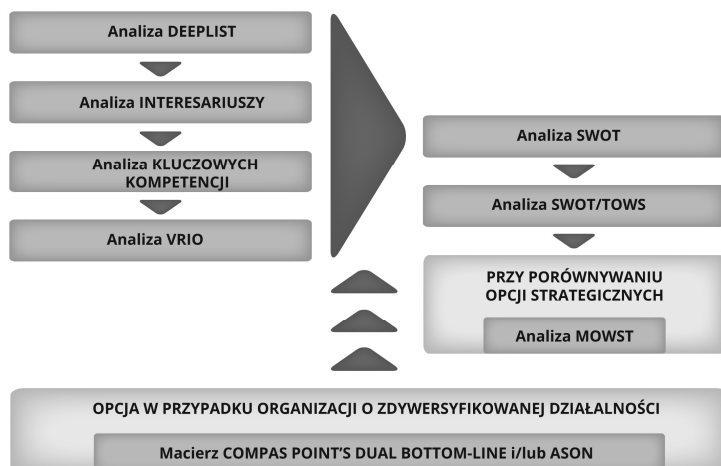 Analiza DEEPLIST
Analiza INTERESARIUSZY
Analiza KLUCZOWYCH
KOMPETENCJI
Analiza VRIO
Analiza SWOT
Analiza SWOT/TOWS
PRZY PORÓWNYWANIU
OPCJI STRATEGICZNYCH
Analiza MOWST
OPCJA W PRZYPADKU ORGANIZACJI O ZDYWERSYFIKOWANEJ DZIAŁALNOŚCI
Macierz COMPAS POINT'S DUAL BOTTOM-LINE i/lub ASON